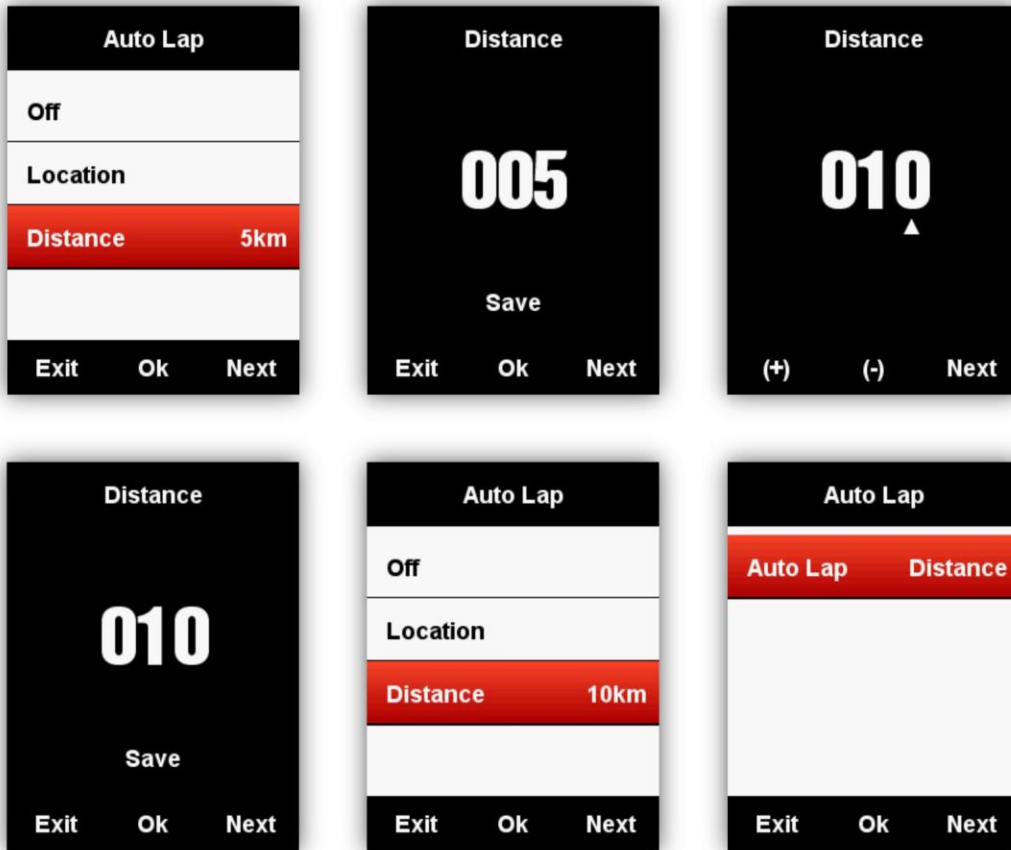 Auto Lap
Off
Location
Distance 5km
Exit Ok Next
Distance
005
Save
Exit Ok Next
Distance
010
(+) (-) Next
Distance
010
Save
Exit Ok Next
Auto Lap
Off
Location
Distance 10km
Exit Ok Next
Auto Lap
Auto Lap Distance
Exit Ok Next